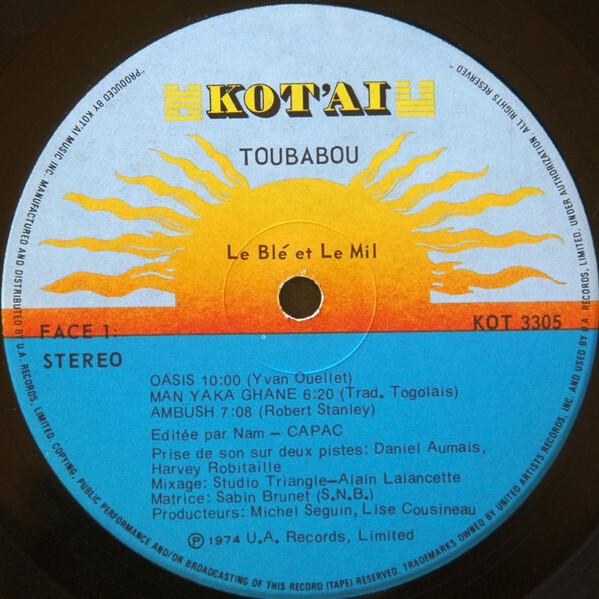 KOT'AI
TOUBABOU
Le Blé et Le Mil
FACE 1:
STEREO
KOT 3305
OASIS 10:00 (Yvan Ouellet)
MAN YAKA GHANE 6:20 (Trad. Togolais)
AMBUSH 7:08 (Robert Stanley)
Editée par Nam — CAPAC
Prise de son sur deux pistes: Daniel Aumais,
Harvey Robitaille
Mixage: Studio Triangle—Alain Lalancette
Matrice: Sabin Brunet (S.N.B.)
Producteurs: Michel Seguin, Lise Cousineau
℗ 1974 U.A. Records, Limited
"PRODUCED BY KOT'AI MUSIC INC. MANUFACTURED AND DISTRIBUTED BY U.A. RECORDS, LIMITED. COPYING, PUBLIC PERFORMANCE AND/OR BROADCASTING OF THIS RECORD (TAPE) RESERVED. TRADEMARKS OWNED BY UNITED ARTISTS RECORDS, INC AND USED BY U.A. RECORDS, LIMITED. UNDER AUTHORIZATION, ALL RIGHTS RESERVED"